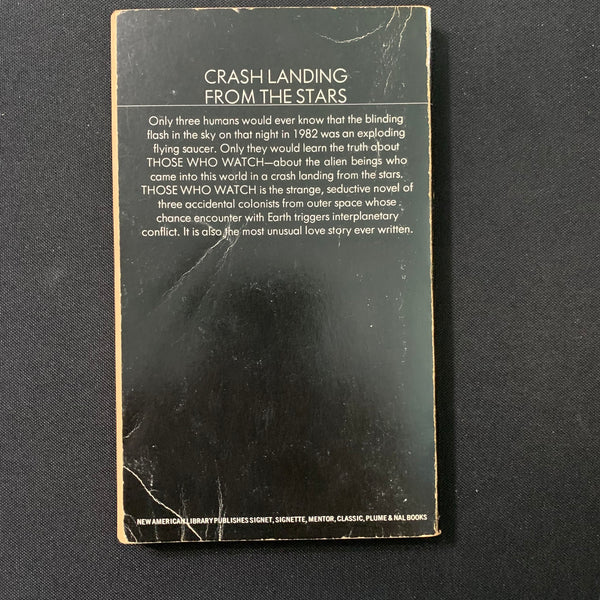 CRASH LANDING
FROM THE STARS
Only three humans would ever know that the blinding
flash in the sky on that night in 1982 was an exploding
flying saucer. Only they would learn the truth about
THOSE WHO WATCH—about the alien beings who
came into this world in a crash landing from the stars.
THOSE WHO WATCH is the strange, seductive novel of
three accidental colonists from outer space whose
chance encounter with Earth triggers interplanetary
conflict. It is also the most unusual love story ever written.
NEW AMERICAN LIBRARY PUBLISHES SIGNET, SIGNETTE, MENTOR, CLASSIC, PLUME & NAL BOOKS